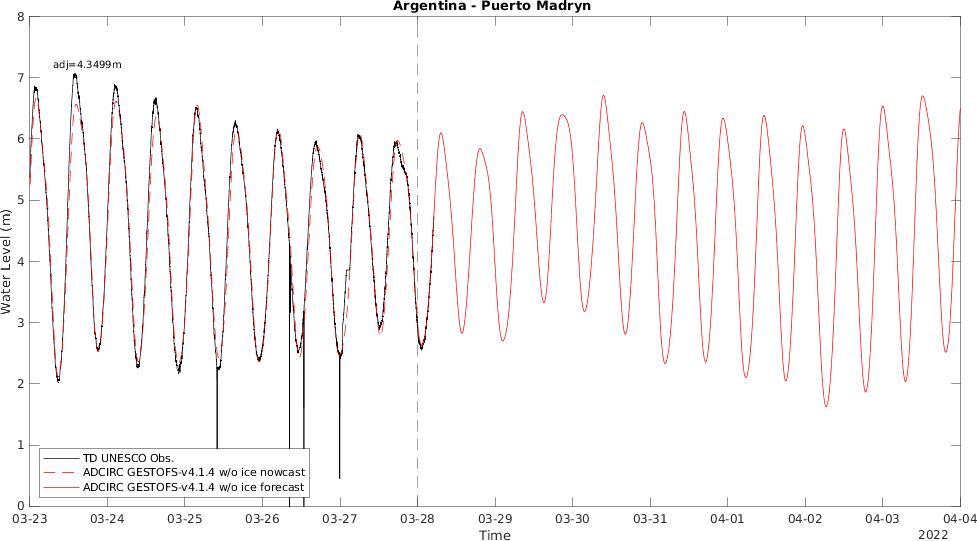 Argentina - Puerto Madryn
adj=4.3499m
8
7
6
5
4
3
2
1
0
Water Level (m)
TD UNESCO Obs.
ADCIRC GESTOFS-v4.1.4 w/o ice nowcast
ADCIRC GESTOFS-v4.1.4 w/o ice forecast
03-23 03-24 03-25 03-26 03-27 03-28 03-29 03-30 03-31 04-01 04-02 04-03 04-04
Time
2022